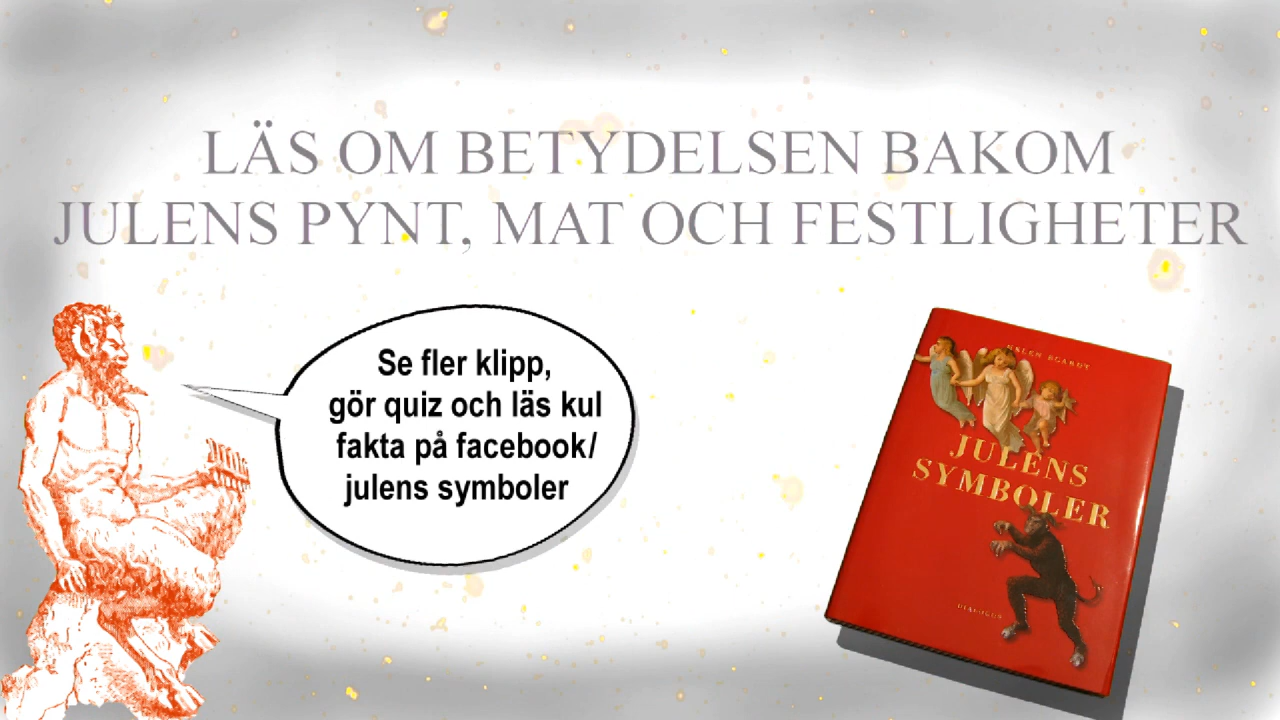 LÄS OM BETYDELSEN BAKOM
JULENS PYNT, MAT OCH FESTLIGHETER
Se fler klipp,
gör quiz och läs kul
fakta på facebook/
julens symboler
JULENS
SYMBOLER
DIALOGOS